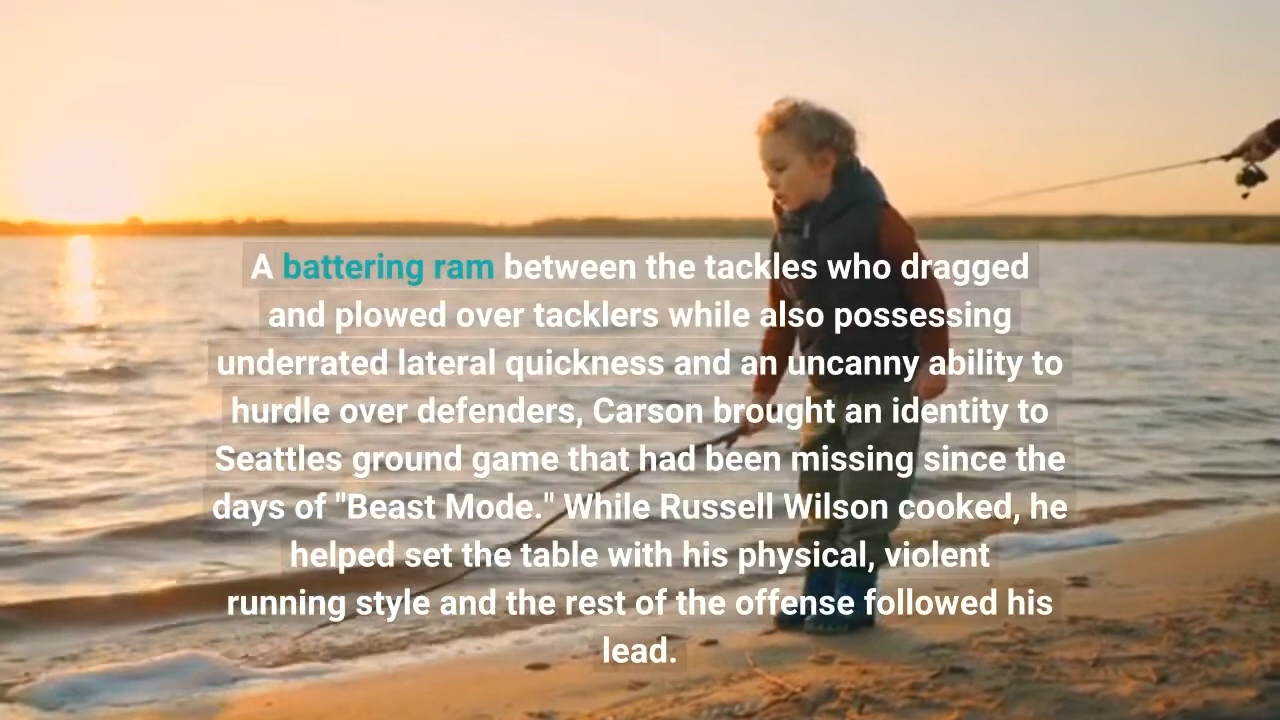 A battering ram between the tackles who dragged
and plowed over tacklers while also possessing
underrated lateral quickness and an uncanny ability to
hurdle over defenders, Carson brought an identity to
Seattles ground game that had been missing since the
days of "Beast Mode." While Russell Wilson cooked, he
helped set the table with his physical, violent
running style and the rest of the offense followed his
lead.